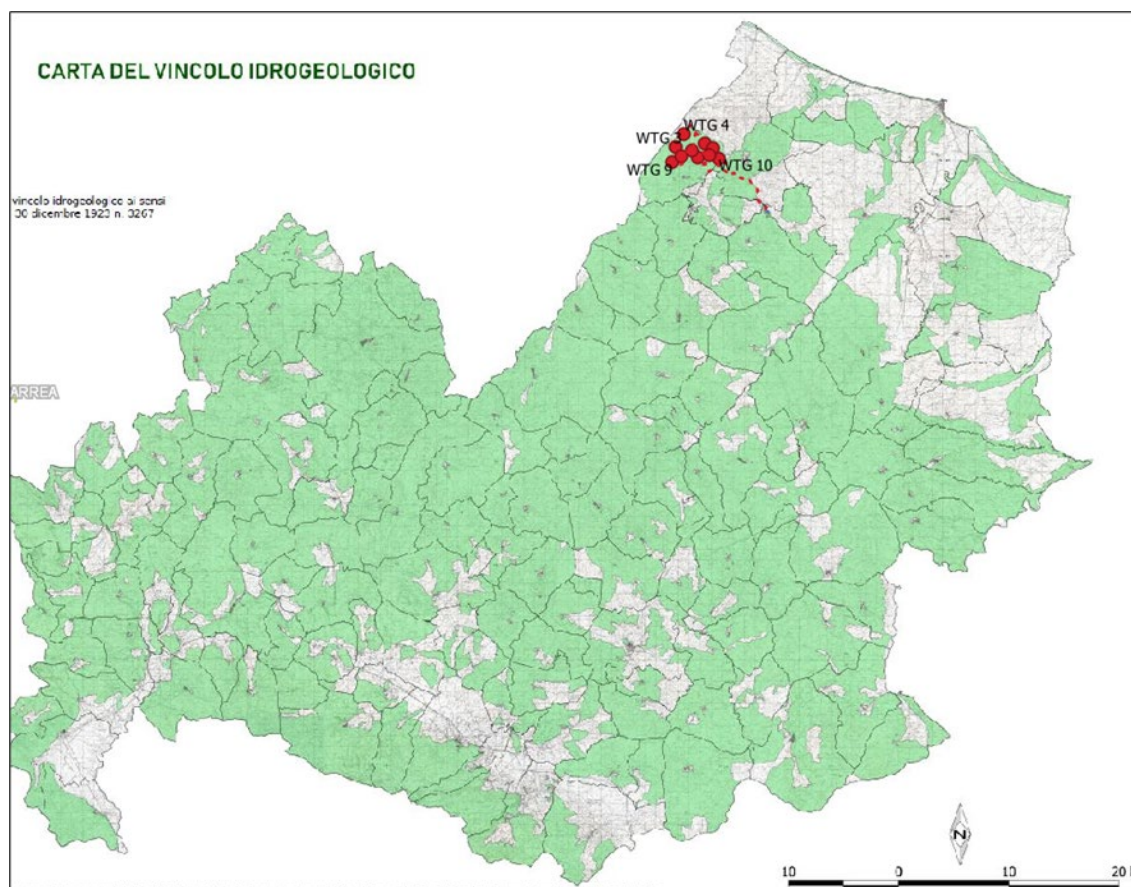 CARTA DEL VINCOLO IDROGEOLOGICO
WTG 4
WTG 3
WTG 9
WTG 10
vincolo idrogeologico ai sensi
30 dicembre 1923 n. 3267
ARREA
N
10 0 10 20